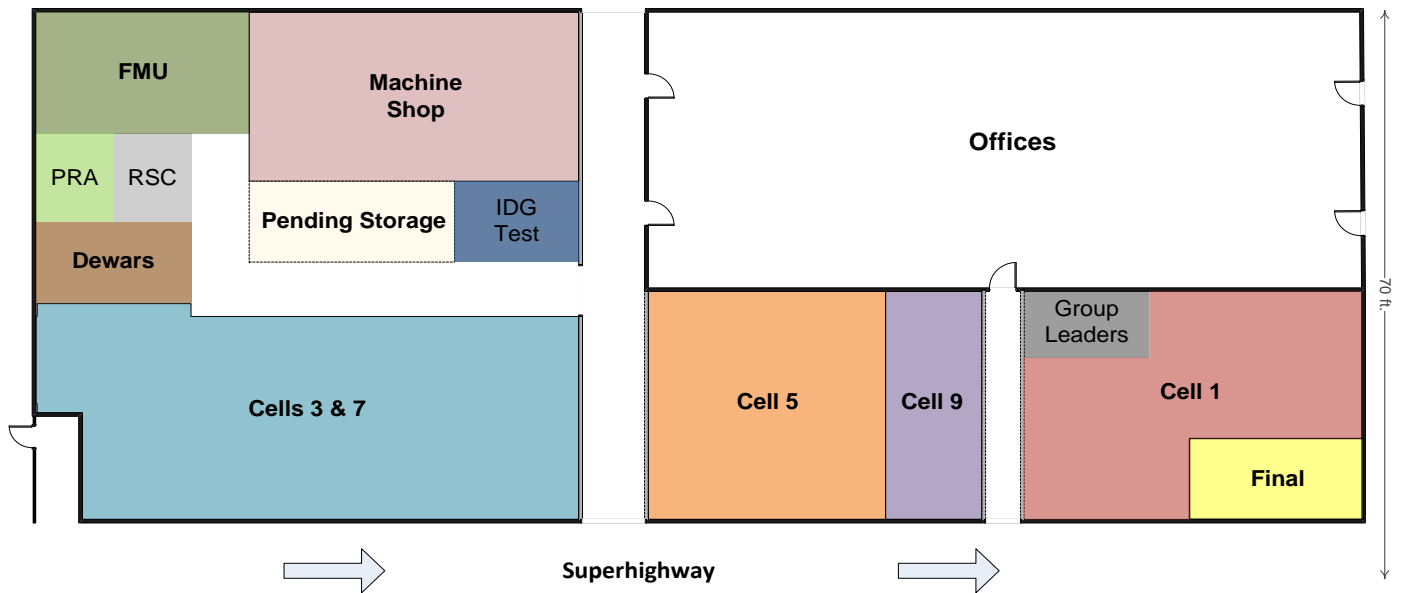 FMU
Machine
Shop
Offices
PRA
RSC
Pending Storage
IDG
Test
Dewars
70 ft.
Group
Leaders
Cells 3 & 7
Cell 5
Cell 9
Cell 1
Final
Superhighway